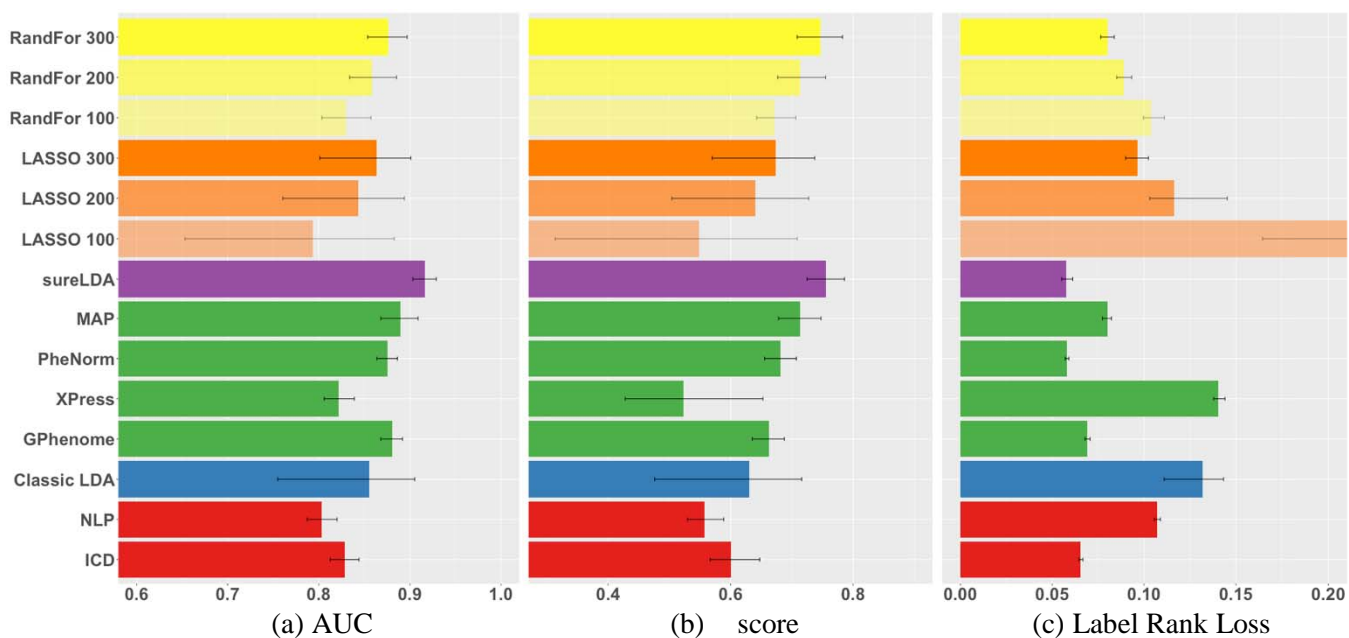 RandFor 300
RandFor 200
RandFor 100
LASSO 300
LASSO 200
LASSO 100
sureLDA
MAP
PheNorm
XPress
GPhenome
Classic LDA
NLP
ICD
0.6 0.7 0.8 0.9 1.0
0.4 0.6 0.8
0.00 0.05 0.10 0.15 0.20
(a) AUC
(b) score
(c) Label Rank Loss